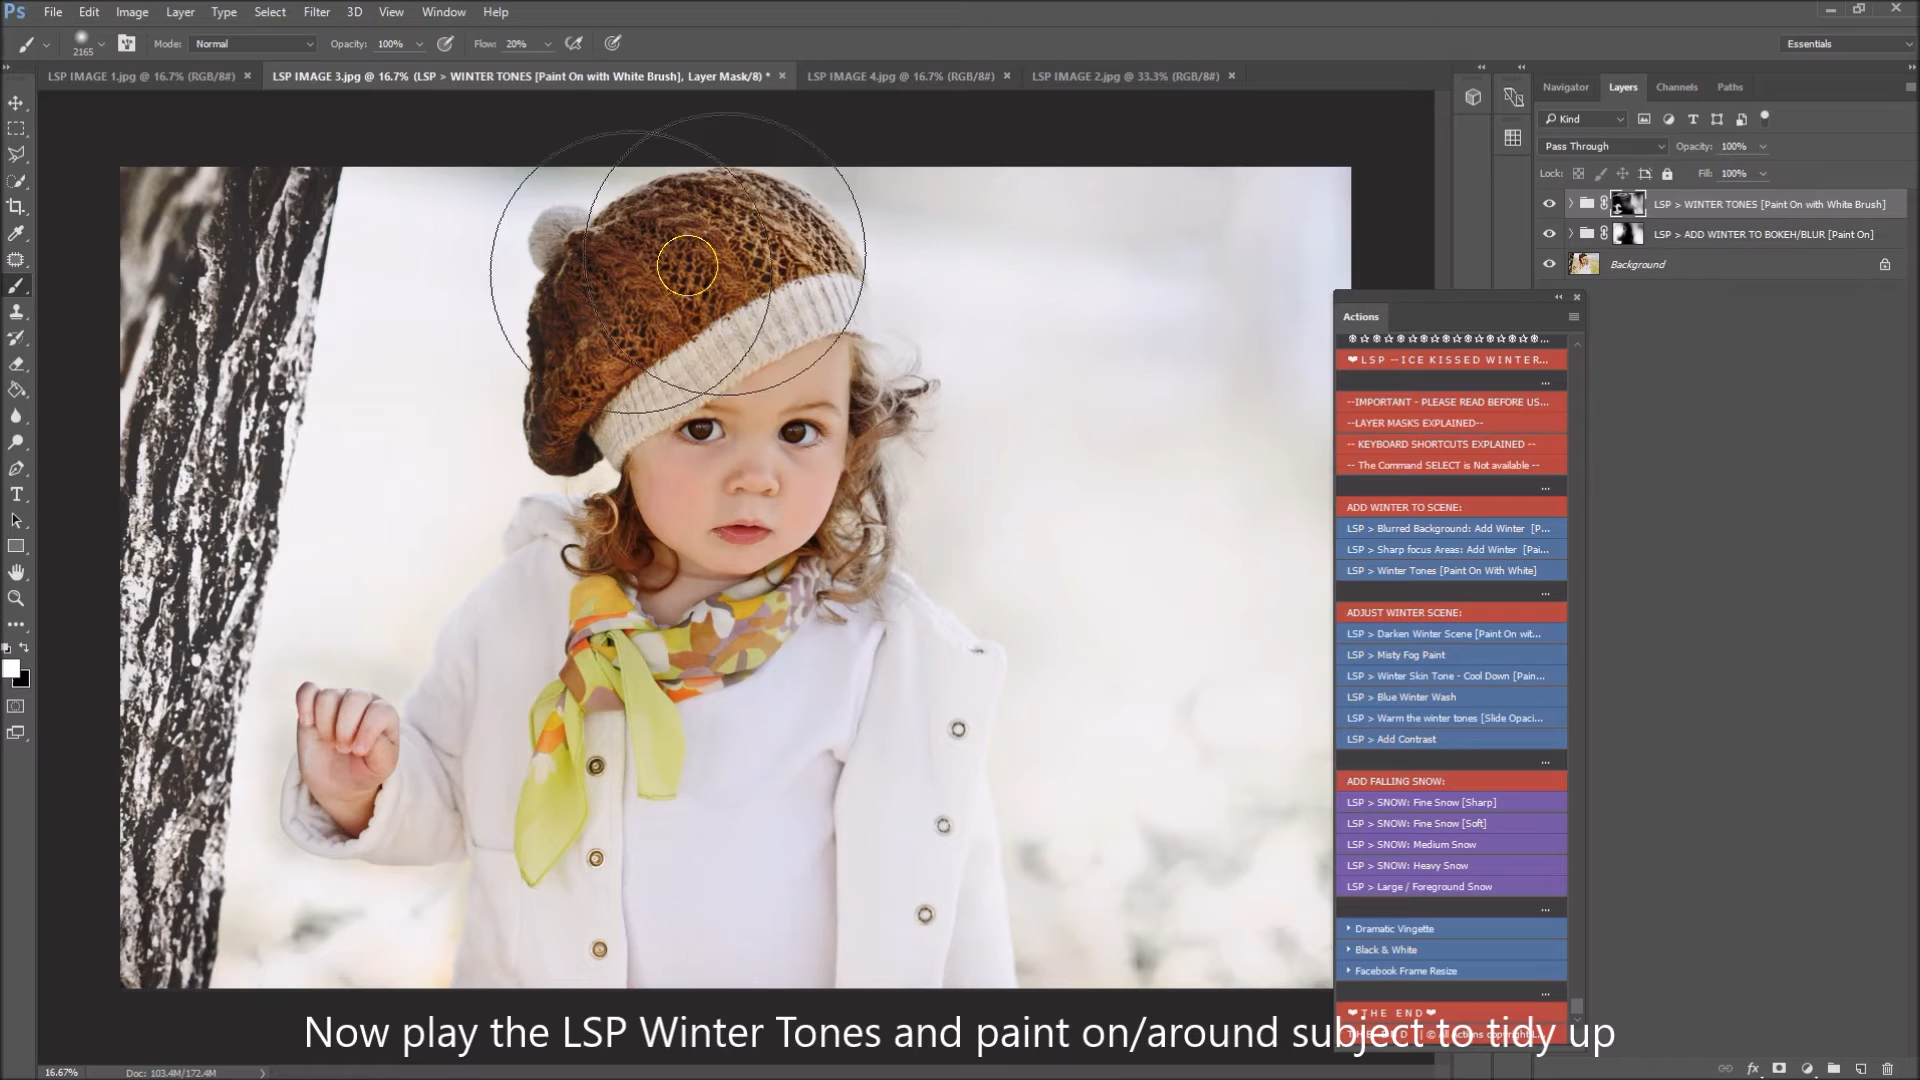 Ps File Edit Image Layer Type Select Filter 3D View Window Help
2165 Mode: Normal Opacity: 100% Flow: 20% Essentials
LSP IMAGE 1.jpg @ 16.7% (RGB/8#) × LSP IMAGE 3.jpg @ 16.7% (LSP > WINTER TONES [Paint On with White Brush], Layer Mask/8) * × LSP IMAGE 4.jpg @ 16.7% (RGB/8#) × LSP IMAGE 2.jpg @ 33.3% (RGB/8#) ×
Navigator Layers Channels Paths
Kind
Pass Through Opacity: 100%
Lock: Fill: 100%
LSP > WINTER TONES [Paint On with White Brush]
LSP > ADD WINTER TO BOKEH/BLUR [Paint On]
Background
Actions
❤ L S P -- ICE KISSED WINTER...
...
--IMPORTANT - PLEASE READ BEFORE US...
--LAYER MASKS EXPLAINED--
-- KEYBOARD SHORTCUTS EXPLAINED --
-- The Command SELECT is Not available --
...
ADD WINTER TO SCENE:
LSP > Blurred Background: Add Winter [P...
LSP > Sharp focus Areas: Add Winter [Pai...
LSP > Winter Tones [Paint On With White]
...
ADJUST WINTER SCENE:
LSP > Darken Winter Scene [Paint On wit...
LSP > Misty Fog Paint
LSP > Winter Skin Tone - Cool Down [Pain...
LSP > Blue Winter Wash
LSP > Warm the winter tones [Slide Opaci...
LSP > Add Contrast
...
ADD FALLING SNOW:
LSP > SNOW: Fine Snow [Sharp]
LSP > SNOW: Fine Snow [Soft]
LSP > SNOW: Medium Snow
LSP > SNOW: Heavy Snow
LSP > Large / Foreground Snow
...
Dramatic Vingette
Black & White
Facebook Frame Resize
...
❤ T H E E N D ❤
Now play the LSP Winter Tones and paint on/around subject to tidy up
16.67% Doc: 103.4M/172.4M